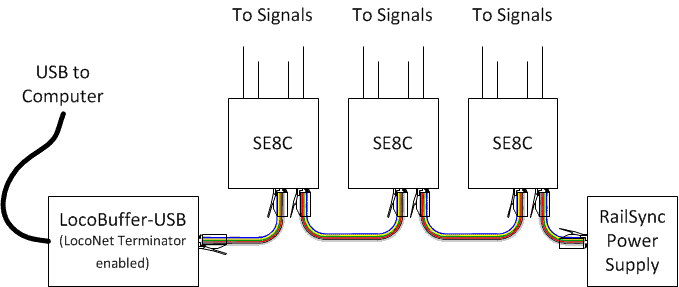 To Signals
To Signals
To Signals
USB to
Computer
SE8C
SE8C
SE8C
LocoBuffer-USB
(LocoNet Terminator
enabled)
RailSync
Power
Supply